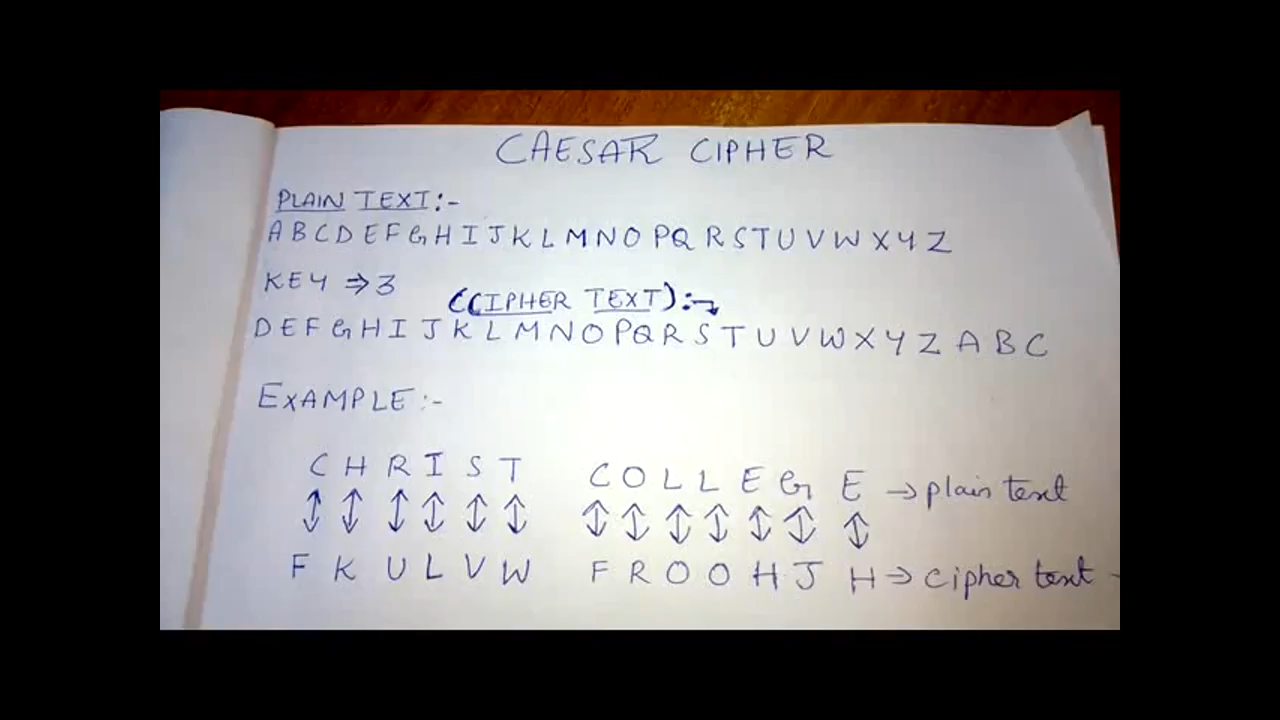 CAESAR CIPHER
PLAIN TEXT:-
A B C D E F G H I J K L M N O P Q R S T U V W X Y Z
KEY ⇒ 3
((CIPHER TEXT):→
D E F G H I J K L M N O P Q R S T U V W X Y Z A B C
EXAMPLE:-
C H R I S T C O L L E G E → plain text
↕ ↕ ↕ ↕ ↕ ↕ ↕ ↕ ↕ ↕ ↕ ↕ ↕
F K U L V W F R O O H J H → cipher text -